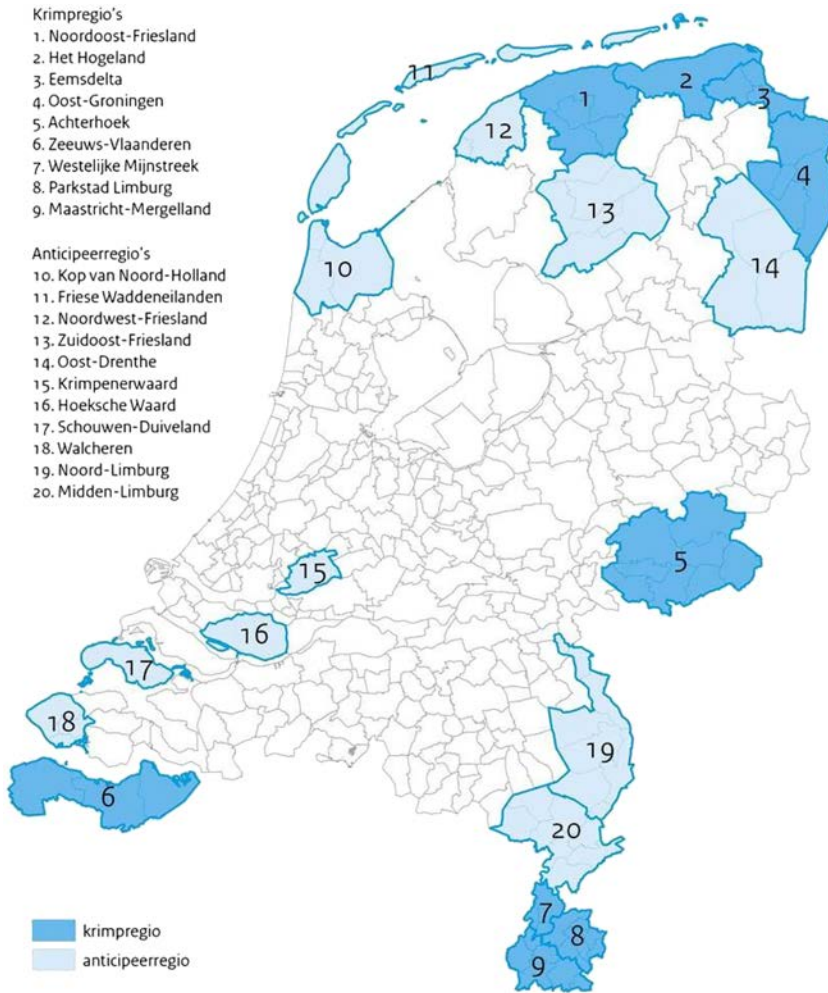 Krimpregio's
1. Noordoost-Friesland
2. Het Hogeland
3. Eemsdelta
4. Oost-Groningen
5. Achterhoek
6. Zeeuws-Vlaanderen
7. Westelijke Mijnstreek
8. Parkstad Limburg
9. Maastricht-Mergelland
Anticipeerregio's
10. Kop van Noord-Holland
11. Friese Waddeneilanden
12. Noordwest-Friesland
13. Zuidoost-Friesland
14. Oost-Drenthe
15. Krimpenerwaard
16. Hoeksche Waard
17. Schouwen-Duiveland
18. Walcheren
19. Noord-Limburg
20. Midden-Limburg
11
1
2
3
12
4
13
14
10
5
15
16
17
18
6
19
20
7
8
9
krimpregio
anticipeerregio